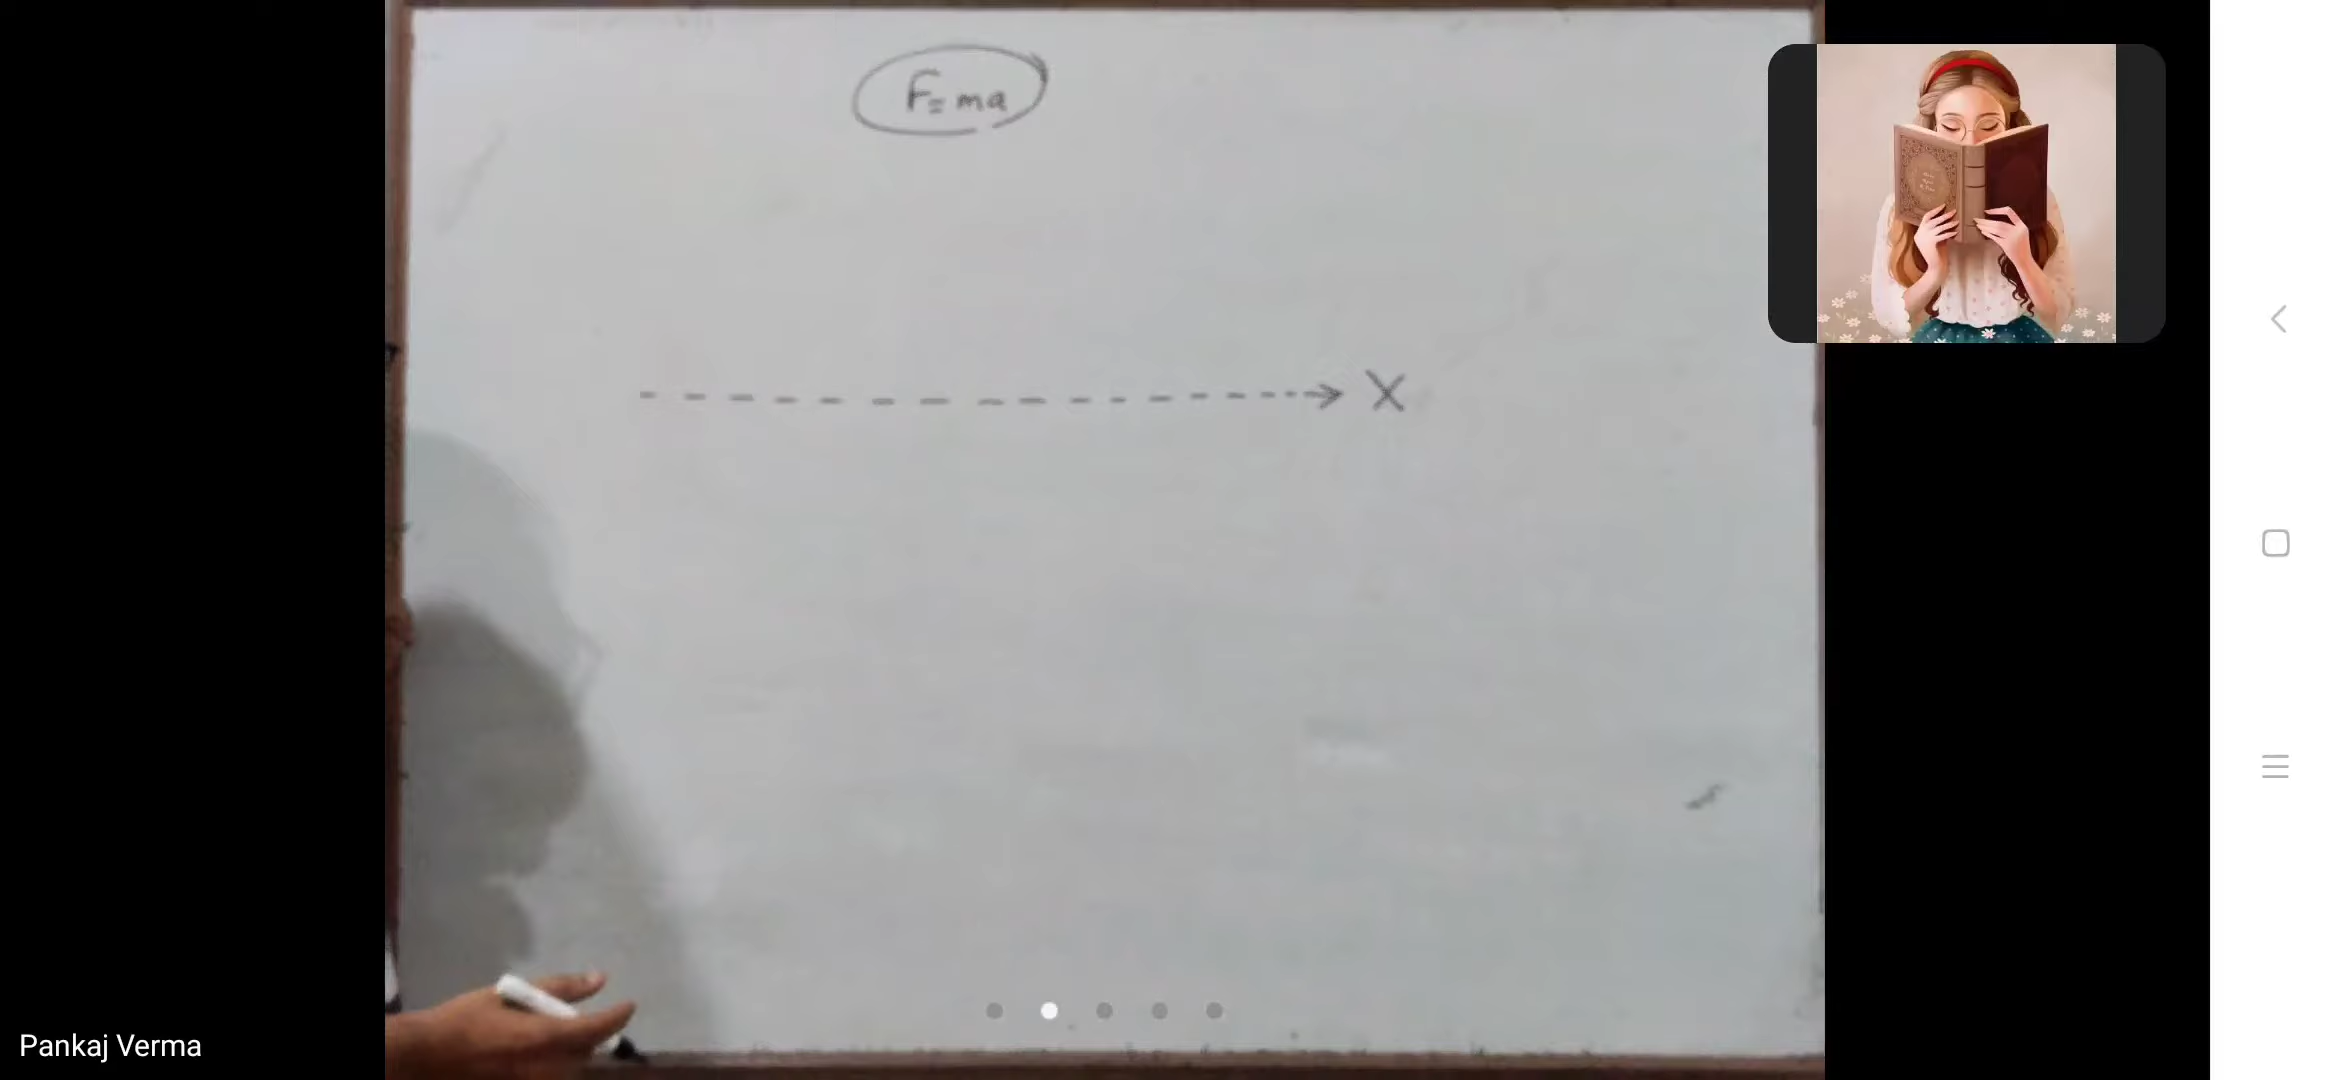 F = ma
X
Pankaj Verma